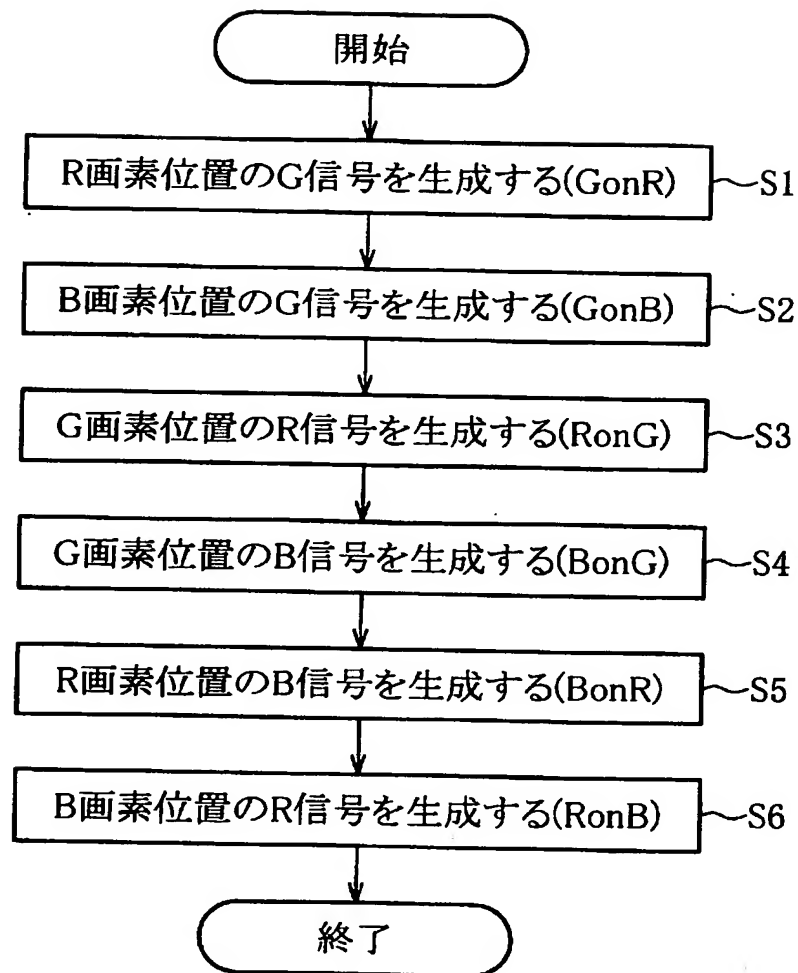 開始
R画素位置のG信号を生成する(GonR) ~S1
B画素位置のG信号を生成する(GonB) ~S2
G画素位置のR信号を生成する(RonG) ~S3
G画素位置のB信号を生成する(BonG) ~S4
R画素位置のB信号を生成する(BonR) ~S5
B画素位置のR信号を生成する(RonB) ~S6
終了